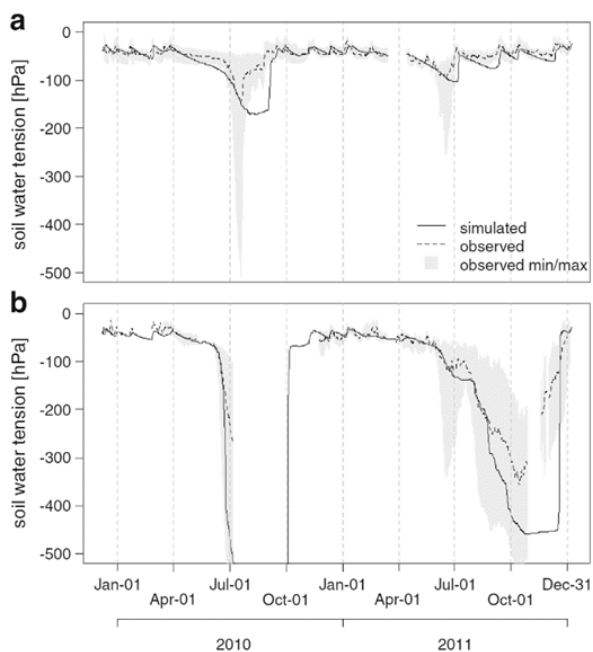 a
soil water tension [hPa]
0
-100
-200
-300
-400
-500
simulated
observed
observed min/max
b
soil water tension [hPa]
0
-100
-200
-300
-400
-500
Jan-01 Jul-01 Jan-01 Jul-01 Dec-31
Apr-01 Oct-01 Apr-01 Oct-01
2010 2011